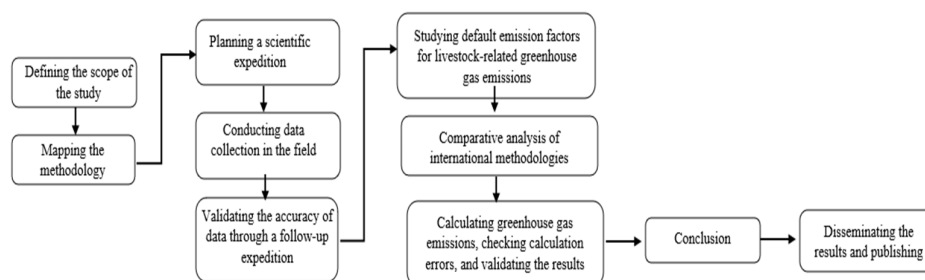 Defining the scope of
the study
Mapping the
methodology
Planning a scientific
expedition
Conducting data
collection in the field
Validating the accuracy of
data through a follow-up
expedition
Studying default emission factors
for livestock-related greenhouse
gas emissions
Comparative analysis of
international methodologies
Calculating greenhouse gas
emissions, checking calculation
errors, and validating the results
Conclusion
Disseminating the
results and publishing